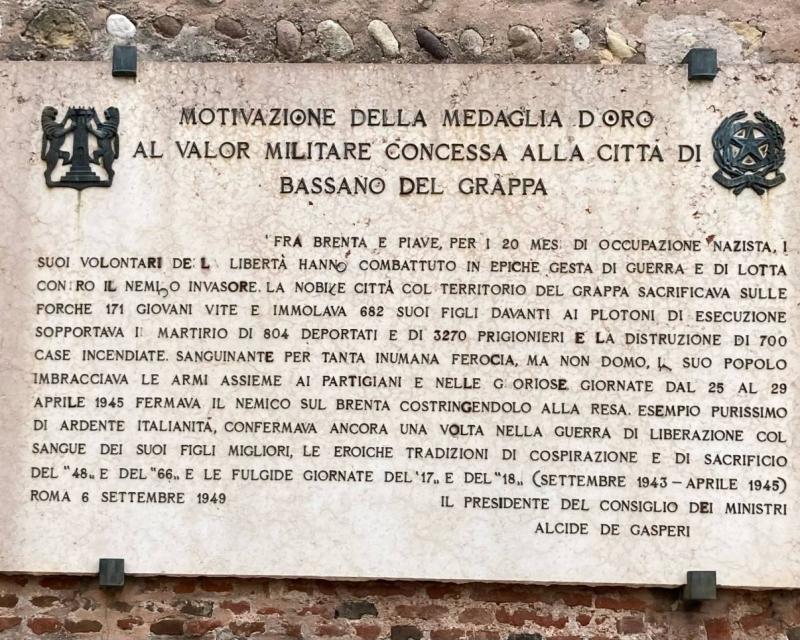 MOTIVAZIONE DELLA MEDAGLIA D'ORO
AL VALOR MILITARE CONCESSA ALLA CITTÀ DI
BASSANO DEL GRAPPA
FRA BRENTA E PIAVE, PER I 20 MESI DI OCCUPAZIONE NAZISTA, I
SUOI VOLONTARI DELL LIBERTÀ HANNO COMBATTUTO IN EPICHE GESTA DI GUERRA E DI LOTTA
CONTRO IL NEMICO INVASORE. LA NOBILE CITTÀ COL TERRITORIO DEL GRAPPA SACRIFICAVA SULLE
FORCHE 171 GIOVANI VITE E IMMOLAVA 682 SUOI FIGLI DAVANTI AI PLOTONI DI ESECUZIONE
SOPPORTAVA IL MARTIRIO DI 804 DEPORTATI E DI 3270 PRIGIONIERI E LA DISTRUZIONE DI 700
CASE INCENDIATE. SANGUINANTE PER TANTA INUMANA FEROCIA, MA NON DOMO, IL SUO POPOLO
IMBRACCIAVA LE ARMI ASSIEME AI PARTIGIANI E NELLE GLORIOSE GIORNATE DAL 25 AL 29
APRILE 1945 FERMAVA IL NEMICO SUL BRENTA COSTRINGENDOLO ALLA RESA. ESEMPIO PURISSIMO
DI ARDENTE ITALIANITÀ, CONFERMAVA ANCORA UNA VOLTA NELLA GUERRA DI LIBERAZIONE COL
SANGUE DEI SUOI FIGLI MIGLIORI, LE EROICHE TRADIZIONI DI COSPIRAZIONE E DI SACRIFICIO
DEL "48„ E DEL "66„ E LE FULGIDE GIORNATE DEL '17„ E DEL "18„ (SETTEMBRE 1943 – APRILE 1945)
ROMA 6 SETTEMBRE 1949 IL PRESIDENTE DEL CONSIGLIO DEI MINISTRI
ALCIDE DE GASPERI